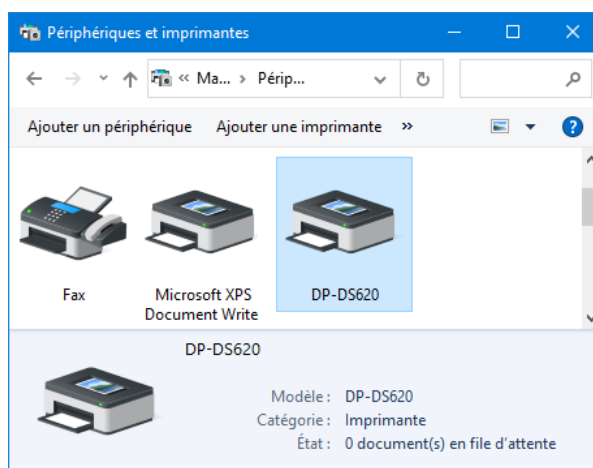 Périphériques et imprimantes
« Ma... › Périp...
Ajouter un périphérique Ajouter une imprimante »
Fax
Microsoft XPS
Document Write
DP-DS620
DP-DS620
Modèle : DP-DS620
Catégorie : Imprimante
État : 0 document(s) en file d'attente